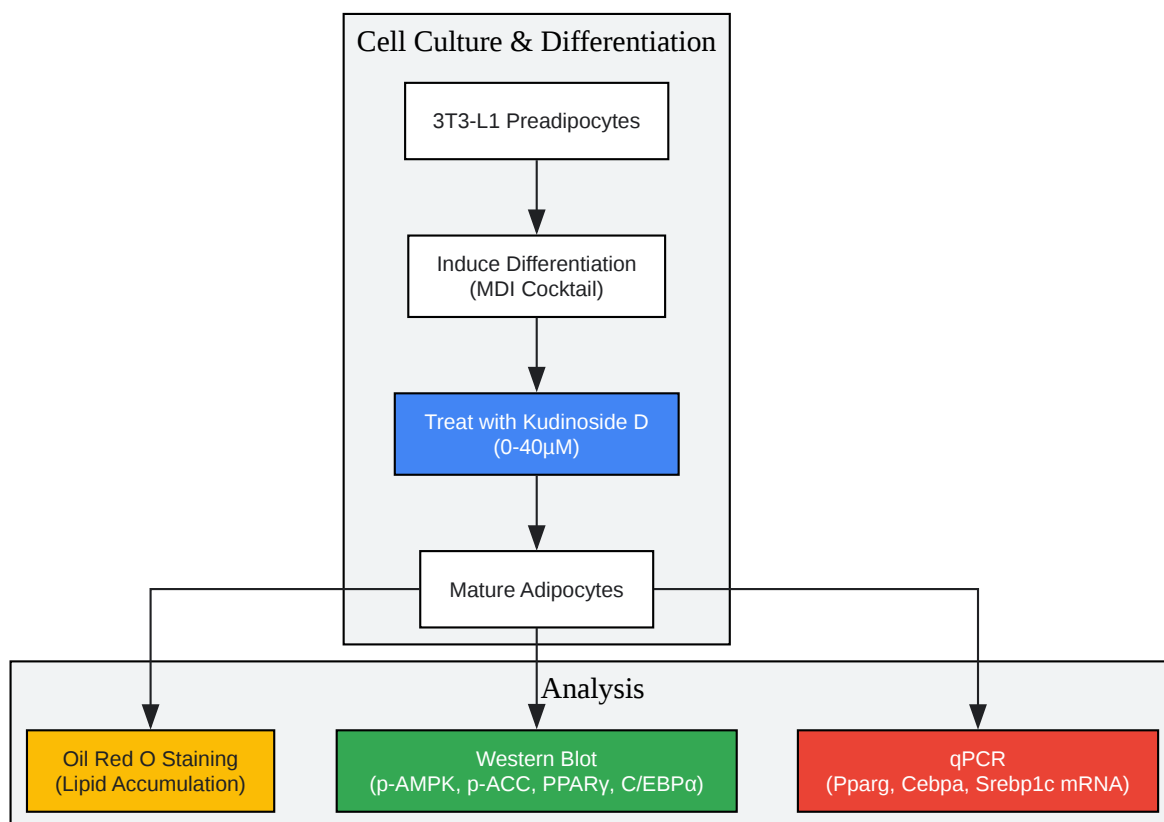 Cell Culture & Differentiation
3T3-L1 Preadipocytes
Induce Differentiation
(MDI Cocktail)
Treat with Kudinoside D
(0-40µM)
Mature Adipocytes
Analysis
Oil Red O Staining
(Lipid Accumulation)
Western Blot
(p-AMPK, p-ACC, PPARγ, C/EBPα)
qPCR
(Pparg, Cebpa, Srebp1c mRNA)